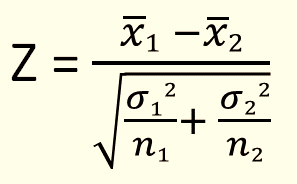 Z = (x̄₁ − x̄₂) / √(σ₁²/n₁ + σ₂²/n₂)